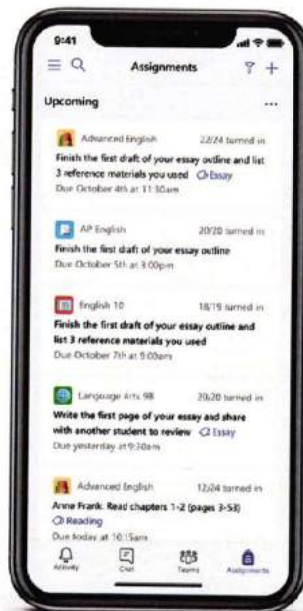 9:41
Assignments
Upcoming
Advanced English 22/24 turned in
Finish the first draft of your essay outline and list
3 reference materials you used Essay
Due October 4th at 11:30am
AP English 20/20 turned in
Finish the first draft of your essay outline
Due October 5th at 3:00pm
English 10 18/19 turned in
Finish the first draft of your essay outline and
list 3 reference materials you used
Due October 7th at 9:00am
Language Arts 9B 20/20 turned in
Write the first page of your essay and share
with another student to review Essay
Due yesterday at 9:30am
Advanced English 12/24 turned in
Anne Frank. Read chapters 1-2 (pages 3-53)
Reading
Due today at 10:15am
Activity
Chat
Teams
Assignments